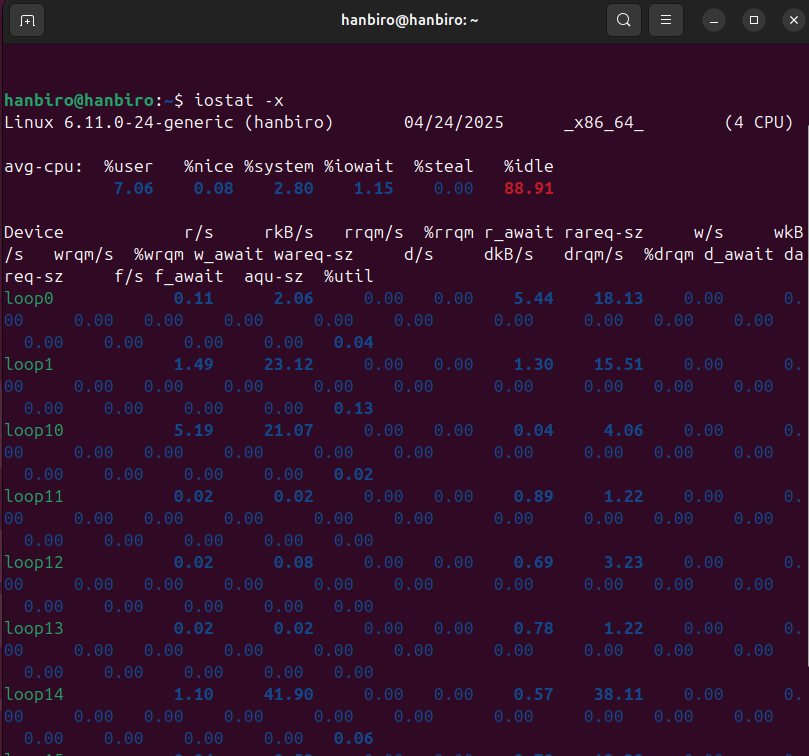 hanbiro@hanbiro: ~
hanbiro@hanbiro:~$ iostat -x
Linux 6.11.0-24-generic (hanbiro) 04/24/2025 _x86_64_ (4 CPU)
avg-cpu: %user %nice %system %iowait %steal %idle
7.06 0.08 2.80 1.15 0.00 88.91
Device r/s rkB/s rrqm/s %rrqm r_await rareq-sz w/s wkB
/s wrqm/s %wrqm w_await wareq-sz d/s dkB/s drqm/s %drqm d_await da
req-sz f/s f_await aqu-sz %util
loop0 0.11 2.06 0.00 0.00 5.44 18.13 0.00 0.
00 0.00 0.00 0.00 0.00 0.00 0.00 0.00 0.00 0.00
0.00 0.00 0.00 0.00 0.04
loop1 1.49 23.12 0.00 0.00 1.30 15.51 0.00 0.
00 0.00 0.00 0.00 0.00 0.00 0.00 0.00 0.00 0.00
0.00 0.00 0.00 0.00 0.13
loop10 5.19 21.07 0.00 0.00 0.04 4.06 0.00 0.
00 0.00 0.00 0.00 0.00 0.00 0.00 0.00 0.00 0.00
0.00 0.00 0.00 0.00 0.02
loop11 0.02 0.02 0.00 0.00 0.89 1.22 0.00 0.
00 0.00 0.00 0.00 0.00 0.00 0.00 0.00 0.00 0.00
0.00 0.00 0.00 0.00 0.00
loop12 0.02 0.08 0.00 0.00 0.69 3.23 0.00 0.
00 0.00 0.00 0.00 0.00 0.00 0.00 0.00 0.00 0.00
0.00 0.00 0.00 0.00 0.00
loop13 0.02 0.02 0.00 0.00 0.78 1.22 0.00 0.
00 0.00 0.00 0.00 0.00 0.00 0.00 0.00 0.00 0.00
0.00 0.00 0.00 0.00 0.00
loop14 1.10 41.90 0.00 0.00 0.57 38.11 0.00 0.
00 0.00 0.00 0.00 0.00 0.00 0.00 0.00 0.00 0.00
0.00 0.00 0.00 0.00 0.06